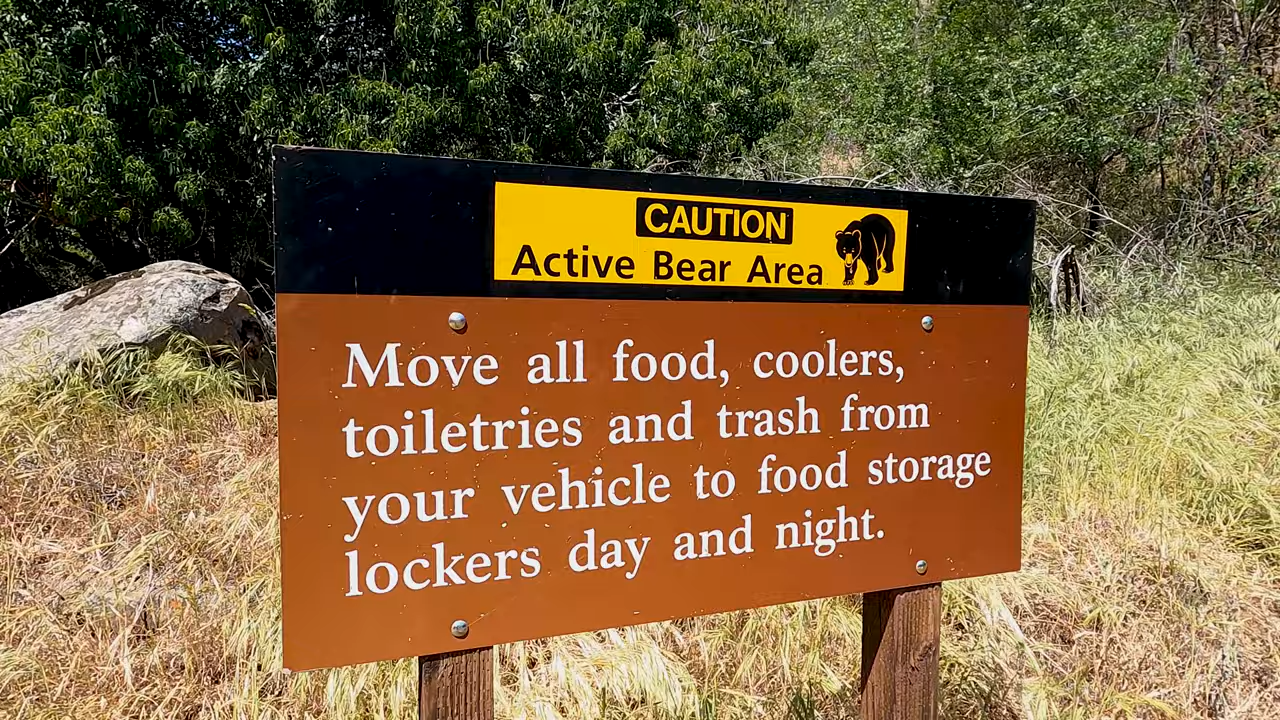 CAUTION
Active Bear Area
Move all food, coolers,
toiletries and trash from
your vehicle to food storage
lockers day and night.